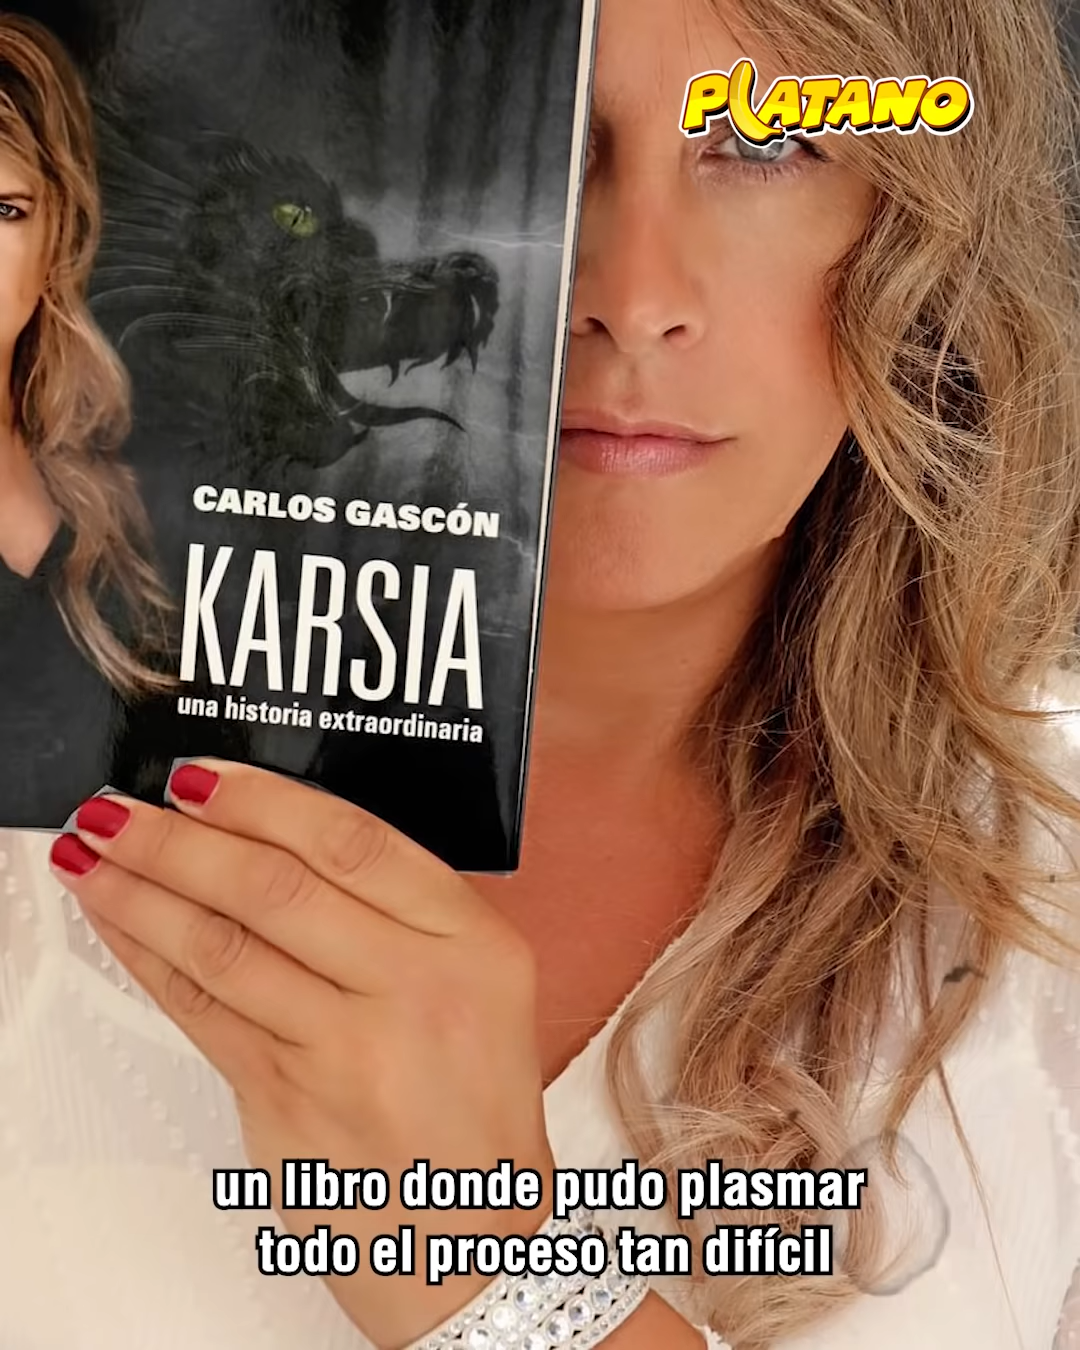 PLATANO
CARLOS GASCÓN
KARSIA
una historia extraordinaria
un libro donde pudo plasmar
todo el proceso tan difícil